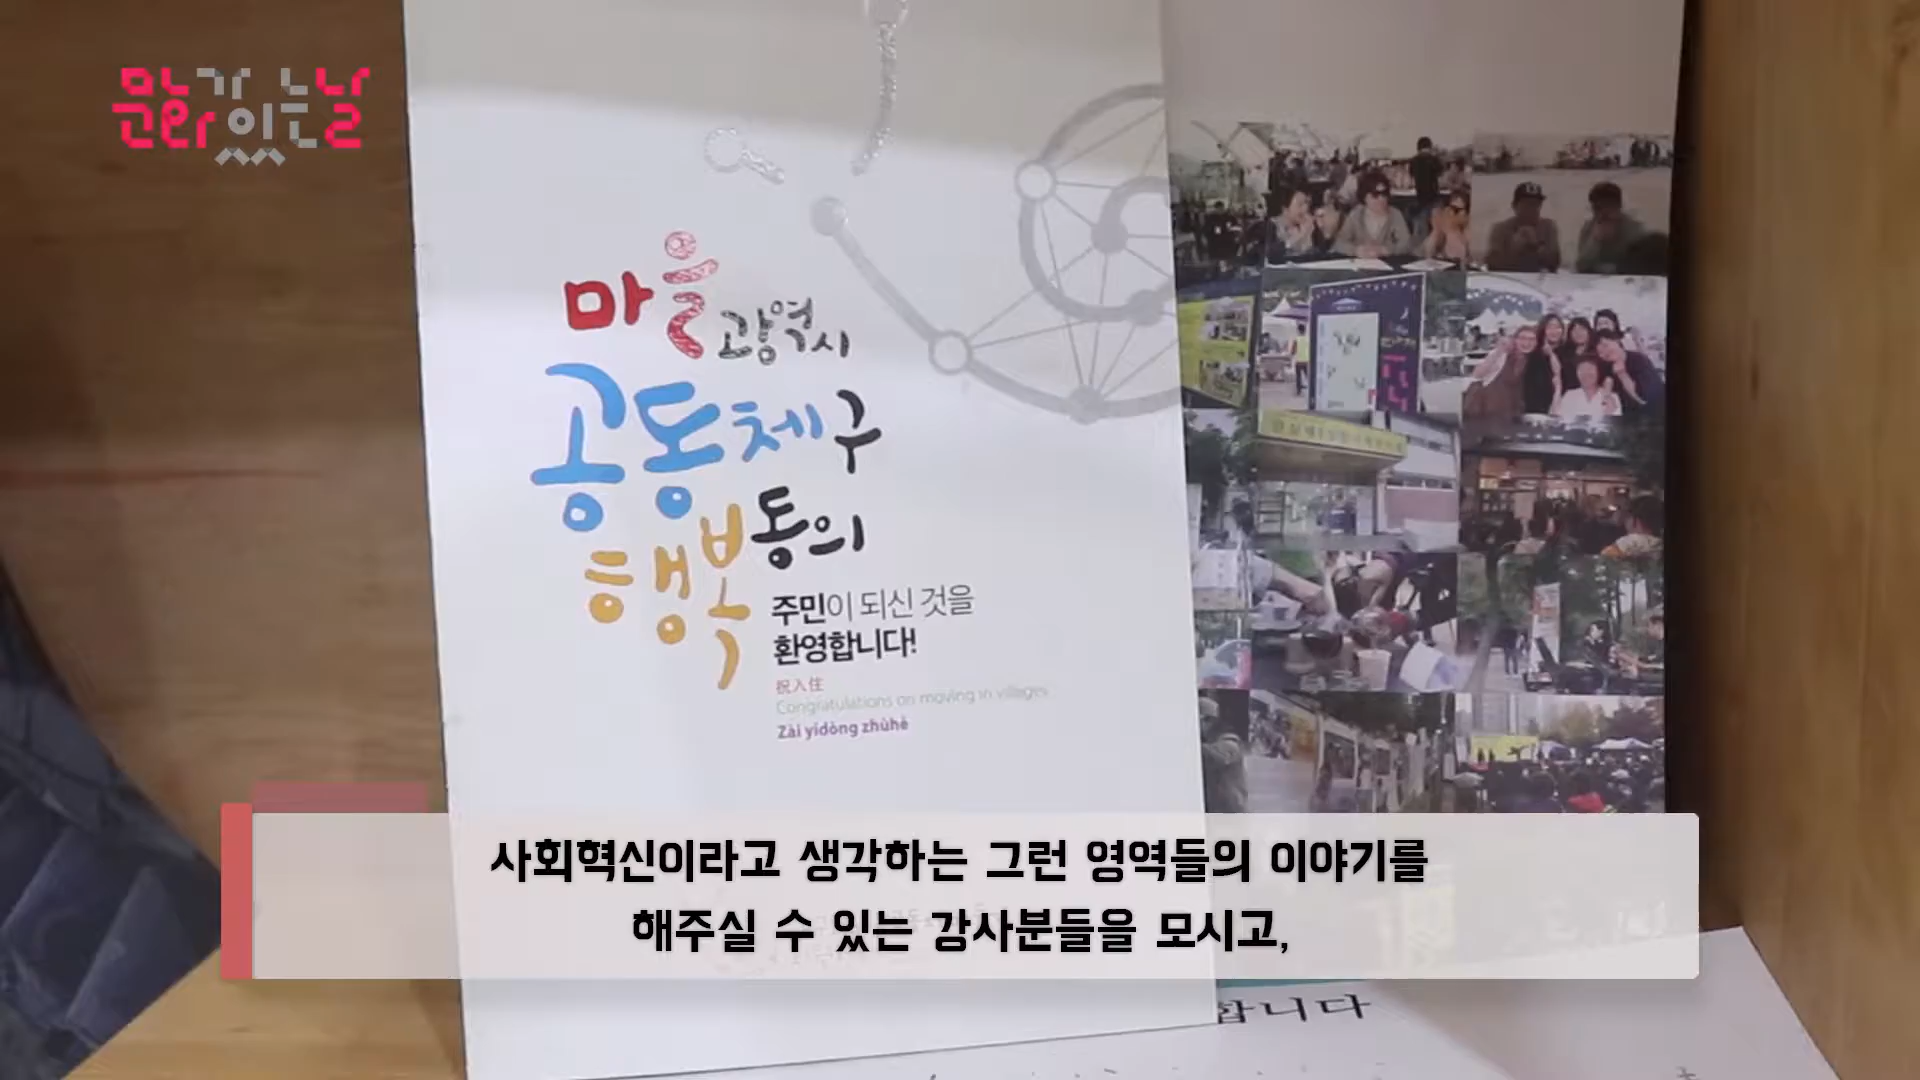 문화가있는날
마을광역시
공동체구
행복동의
주민이 되신 것을
환영합니다!
祝入住
Congratulations on moving in villages
Zài yídòng zhùhè
사회혁신이라고 생각하는 그런 영역들의 이야기를
해주실 수 있는 강사분들을 모시고,
합니다